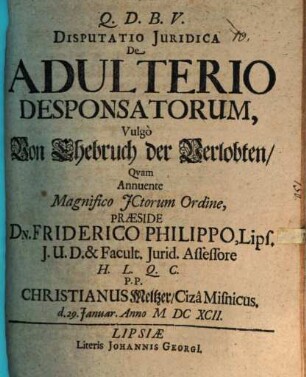 Q. D. B. V.
DISPUTATIO JURIDICA
De
ADULTERIO
DESPONSATORUM,
Vulgò
Von Ehebruch der Verlobten/
Qvam
Annuente
Magnifico JCtorum Ordine,
PRÆSIDE
DN. FRIDERICO PHILIPPO, Lips.
J. U. D. & Facult. Jurid. Assessore
H. L. Q. C.
P. P.
CHRISTIANUS Meltzer/ Cizâ Misnicus,
d. 29. Januar. Anno M DC XCII.
LIPSIÆ
Literis JOHANNIS GEORGI.